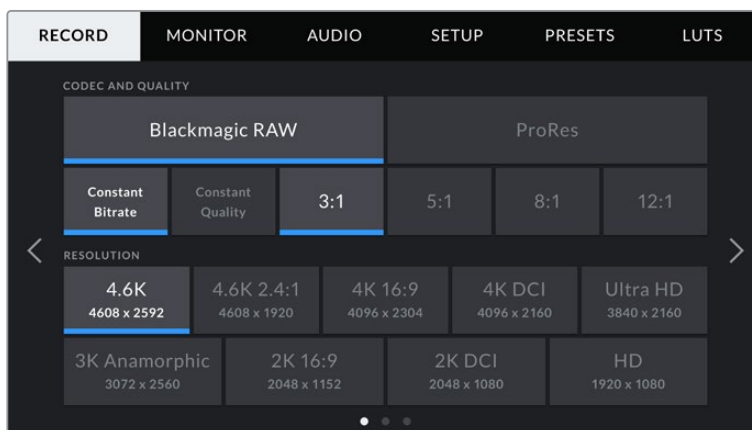 RECORD MONITOR AUDIO SETUP PRESETS LUTS
CODEC AND QUALITY
Blackmagic RAW ProRes
Constant Bitrate Constant Quality 3:1 5:1 8:1 12:1
RESOLUTION
4.6K 4.6K 2.4:1 4K 16:9 4K DCI Ultra HD
4608 x 2592 4608 x 1920 4096 x 2304 4096 x 2160 3840 x 2160
3K Anamorphic 2K 16:9 2K DCI HD
3072 x 2560 2048 x 1152 2048 x 1080 1920 x 1080